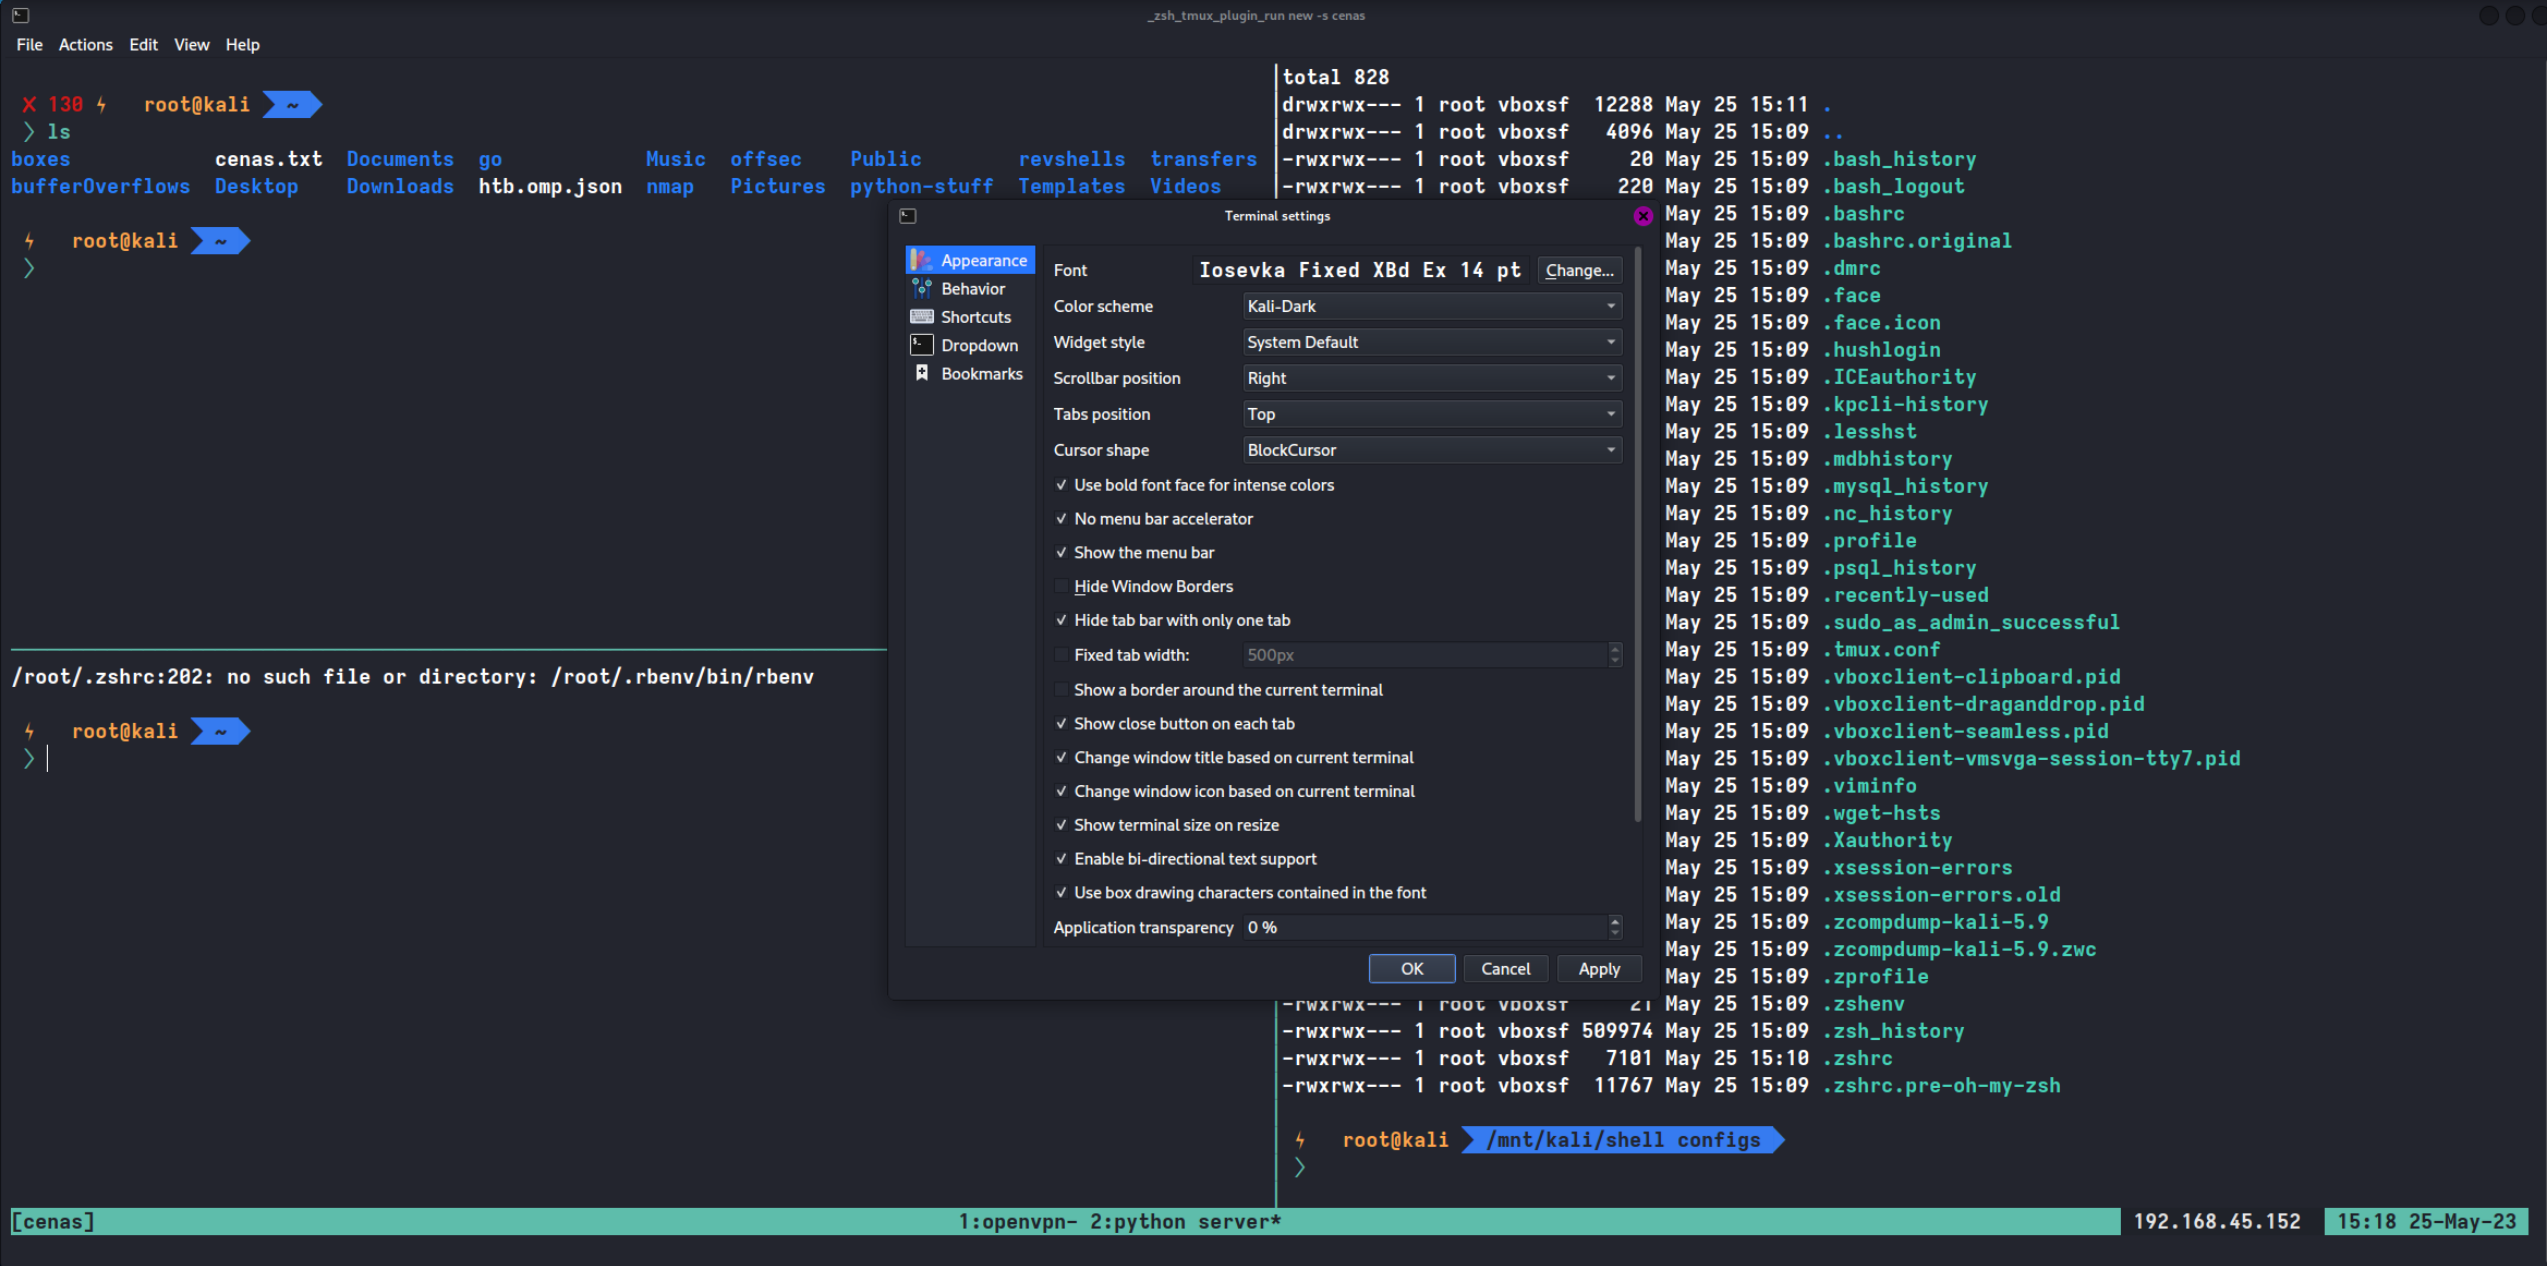 _zsh_tmux_plugin_run new -s cenas
File Actions Edit View Help
✗ 130 ⚡ root@kali ~
❯ ls
boxes cenas.txt Documents go Music offsec Public revshells transfers
bufferOverflows Desktop Downloads htb.omp.json nmap Pictures python-stuff Templates Videos
⚡ root@kali ~
❯
/root/.zshrc:202: no such file or directory: /root/.rbenv/bin/rbenv
⚡ root@kali ~
❯
total 828
drwxrwx--- 1 root vboxsf 12288 May 25 15:11 .
drwxrwx--- 1 root vboxsf 4096 May 25 15:09 ..
-rwxrwx--- 1 root vboxsf 20 May 25 15:09 .bash_history
-rwxrwx--- 1 root vboxsf 220 May 25 15:09 .bash_logout
May 25 15:09 .bashrc
May 25 15:09 .bashrc.original
May 25 15:09 .dmrc
May 25 15:09 .face
May 25 15:09 .face.icon
May 25 15:09 .hushlogin
May 25 15:09 .ICEauthority
May 25 15:09 .kpcli-history
May 25 15:09 .lesshst
May 25 15:09 .mdbhistory
May 25 15:09 .mysql_history
May 25 15:09 .nc_history
May 25 15:09 .profile
May 25 15:09 .psql_history
May 25 15:09 .recently-used
May 25 15:09 .sudo_as_admin_successful
May 25 15:09 .tmux.conf
May 25 15:09 .vboxclient-clipboard.pid
May 25 15:09 .vboxclient-draganddrop.pid
May 25 15:09 .vboxclient-seamless.pid
May 25 15:09 .vboxclient-vmsvga-session-tty7.pid
May 25 15:09 .viminfo
May 25 15:09 .wget-hsts
May 25 15:09 .Xauthority
May 25 15:09 .xsession-errors
May 25 15:09 .xsession-errors.old
May 25 15:09 .zcompdump-kali-5.9
May 25 15:09 .zcompdump-kali-5.9.zwc
May 25 15:09 .zprofile
-rwxrwx--- 1 root vboxsf 21 May 25 15:09 .zshenv
-rwxrwx--- 1 root vboxsf 509974 May 25 15:09 .zsh_history
-rwxrwx--- 1 root vboxsf 7101 May 25 15:10 .zshrc
-rwxrwx--- 1 root vboxsf 11767 May 25 15:09 .zshrc.pre-oh-my-zsh
⚡ root@kali /mnt/kali/shell configs
❯
Terminal settings
Appearance
Behavior
Shortcuts
Dropdown
Bookmarks
Font Iosevka Fixed XBd Ex 14 pt Change...
Color scheme Kali-Dark
Widget style System Default
Scrollbar position Right
Tabs position Top
Cursor shape BlockCursor
✓ Use bold font face for intense colors
✓ No menu bar accelerator
✓ Show the menu bar
Hide Window Borders
✓ Hide tab bar with only one tab
Fixed tab width: 500px
Show a border around the current terminal
✓ Show close button on each tab
✓ Change window title based on current terminal
✓ Change window icon based on current terminal
✓ Show terminal size on resize
✓ Enable bi-directional text support
✓ Use box drawing characters contained in the font
Application transparency 0 %
OK Cancel Apply
[cenas] 1:openvpn- 2:python server* 192.168.45.152 15:18 25-May-23